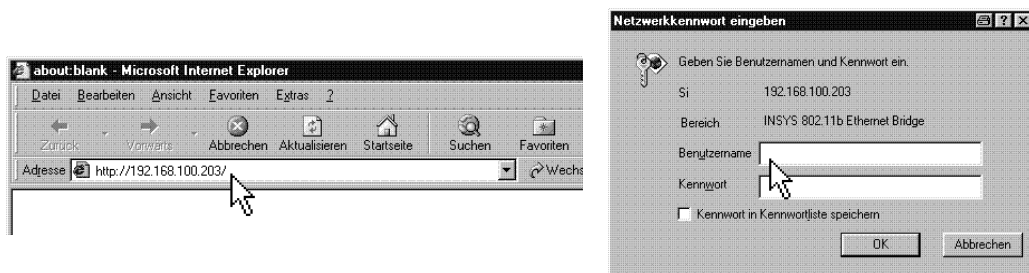 about:blank - Microsoft Internet Explorer
Datei Bearbeiten Ansicht Favoriten Extras ?
Zurück Vorwärts Abbrechen Aktualisieren Startseite Suchen Favoriten
Adresse http://192.168.100.203/ Wechs
Netzwerkkennwort eingeben ? X
Geben Sie Benutzernamen und Kennwort ein.
Si 192.168.100.203
Bereich INSYS 802.11b Ethernet Bridge
Benutzername
Kennwort
Kennwort in Kennwortliste speichern
OK Abbrechen